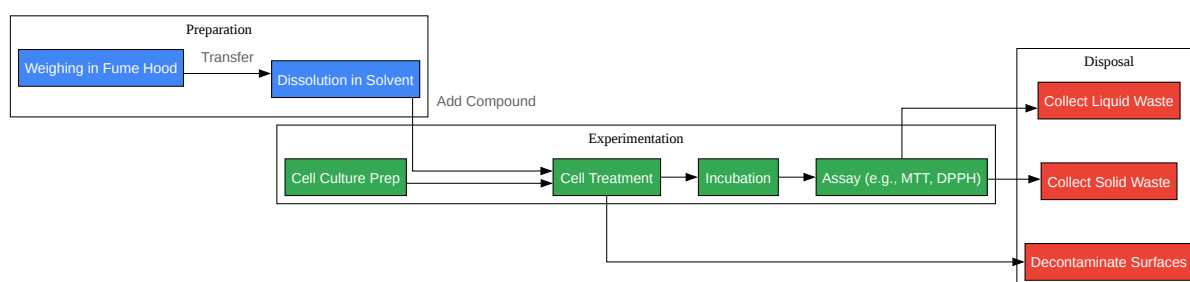 Preparation
Weighing in Fume Hood
Transfer
Dissolution in Solvent
Add Compound
Experimentation
Cell Culture Prep
Cell Treatment
Incubation
Assay (e.g., MTT, DPPH)
Disposal
Collect Liquid Waste
Collect Solid Waste
Decontaminate Surfaces